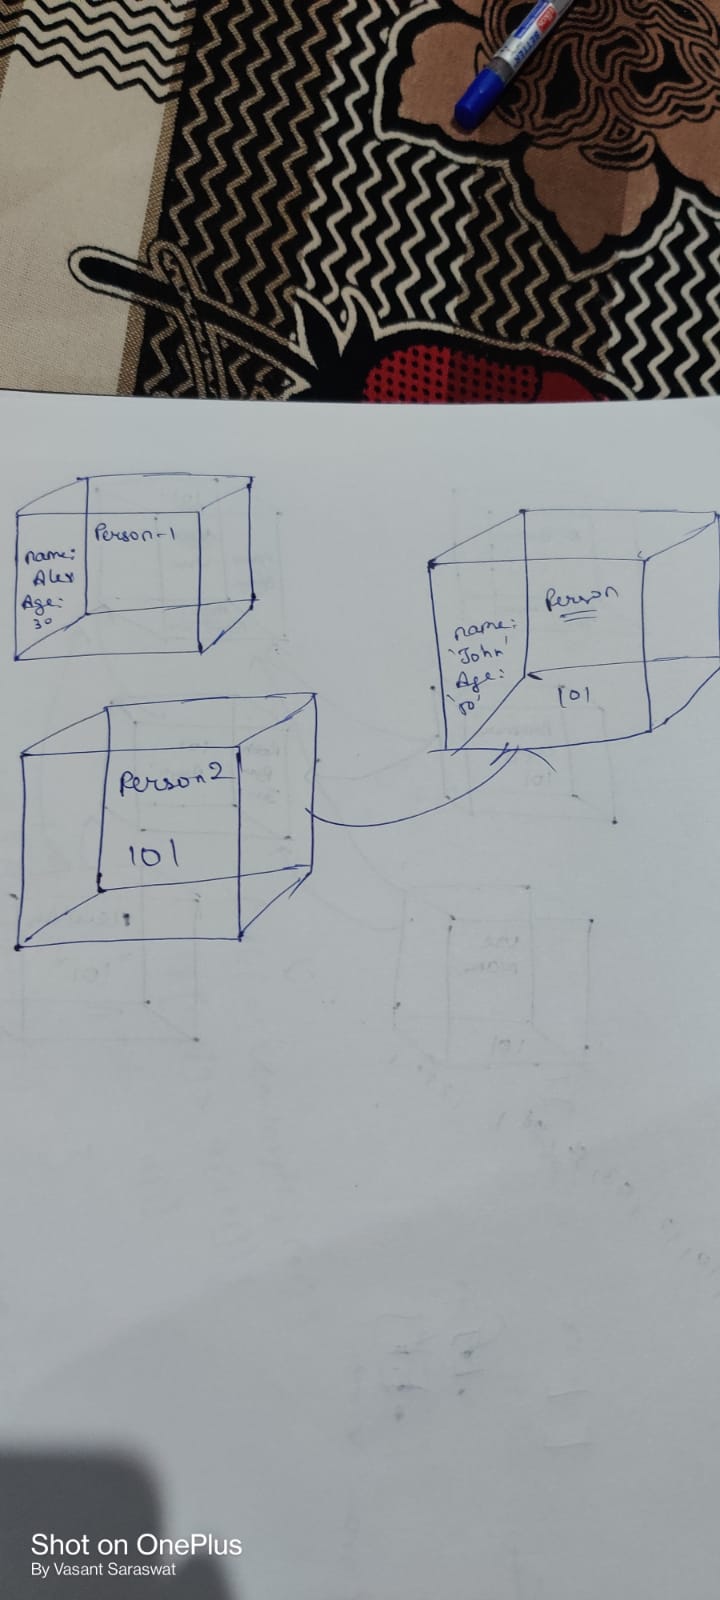 Person-1
name:
Alex
Age:
30
Person
name:
'John'
Age:
'50'
101
Person2
101
Shot on OnePlus
By Vasant Saraswat